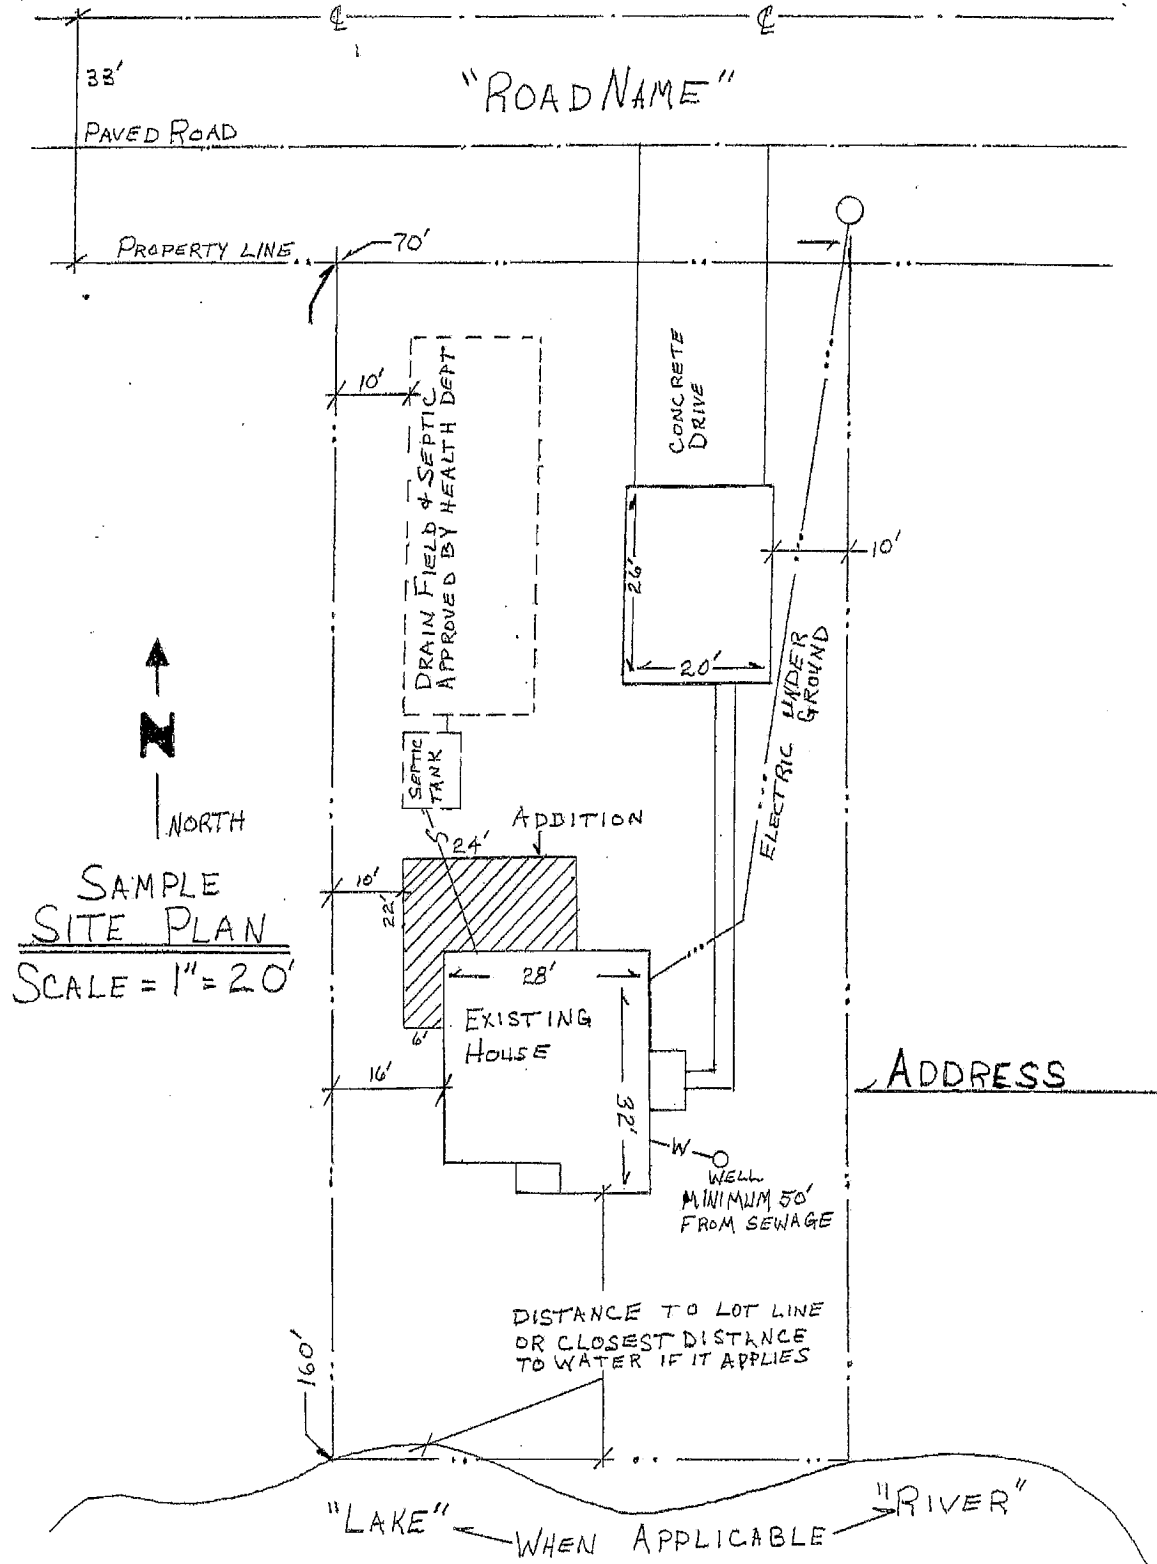 ℄ ℄
33'
"ROAD NAME"
PAVED ROAD
PROPERTY LINE
70'
10'
DRAIN FIELD & SEPTIC
APPROVED BY HEALTH DEPT
CONCRETE
DRIVE
26'
20'
10'
ELECTRIC UNDER
GROUND
SEPTIC
TANK
N
NORTH
SAMPLE
SITE PLAN
SCALE = 1" = 20'
ADDITION
S
24'
10'
22'
28'
EXISTING
HOUSE
6'
16'
32'
ADDRESS
W
WELL
MINIMUM 50'
FROM SEWAGE
DISTANCE TO LOT LINE
OR CLOSEST DISTANCE
TO WATER IF IT APPLIES
160'
"LAKE" WHEN APPLICABLE "RIVER"